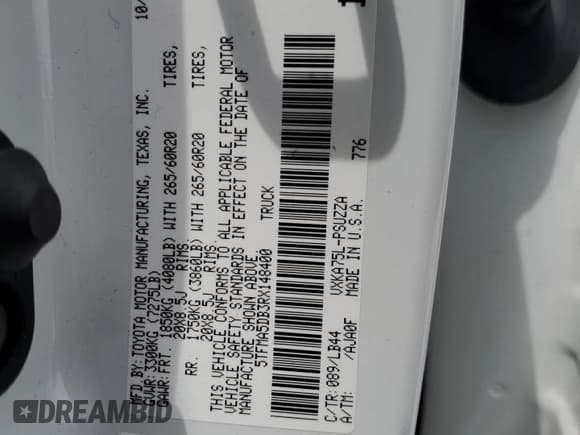 MFD. BY: TOYOTA MOTOR MANUFACTURING, TEXAS, INC. 10/
GVWR: 3300KG (7275LB)
GAWR: FRT. 1850KG (4080LB) WITH 265/60R20 TIRES,
20X8.5J RIMS
RR. 1750KG (3860LB) WITH 265/60R20 TIRES,
20X8.5J RIMS.
THIS VEHICLE CONFORMS TO ALL APPLICABLE FEDERAL MOTOR
VEHICLE SAFETY STANDARDS IN EFFECT ON THE DATE OF
MANUFACTURE SHOWN ABOVE
5TFMA5DB3RX148400 TRUCK
C/TR: 089/LB44 VXKA75L-PSUZZA
A/TM: /AJA0F MADE IN U.S.A.
776
DREAMBID